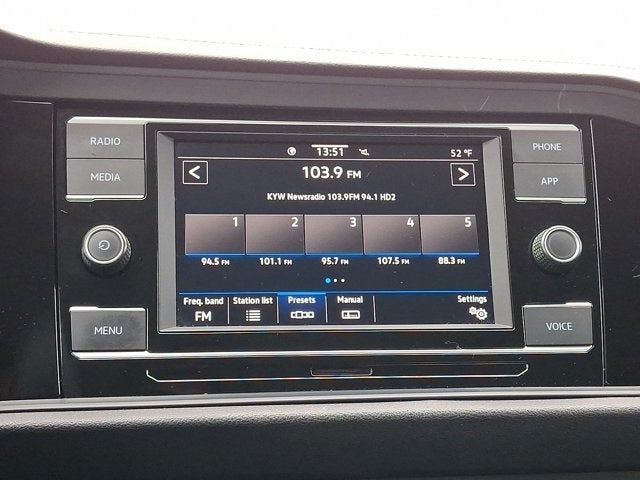 RADIO
MEDIA
MENU
PHONE
APP
VOICE
13:51
52 °F
< 103.9 FM >
KYW Newsradio 103.9FM 94.1 HD2
1 2 3 4 5
94.5 FM 101.1 FM 95.7 FM 107.5 FM 88.3 FM
Freq. band Station list Presets Manual Settings
FM